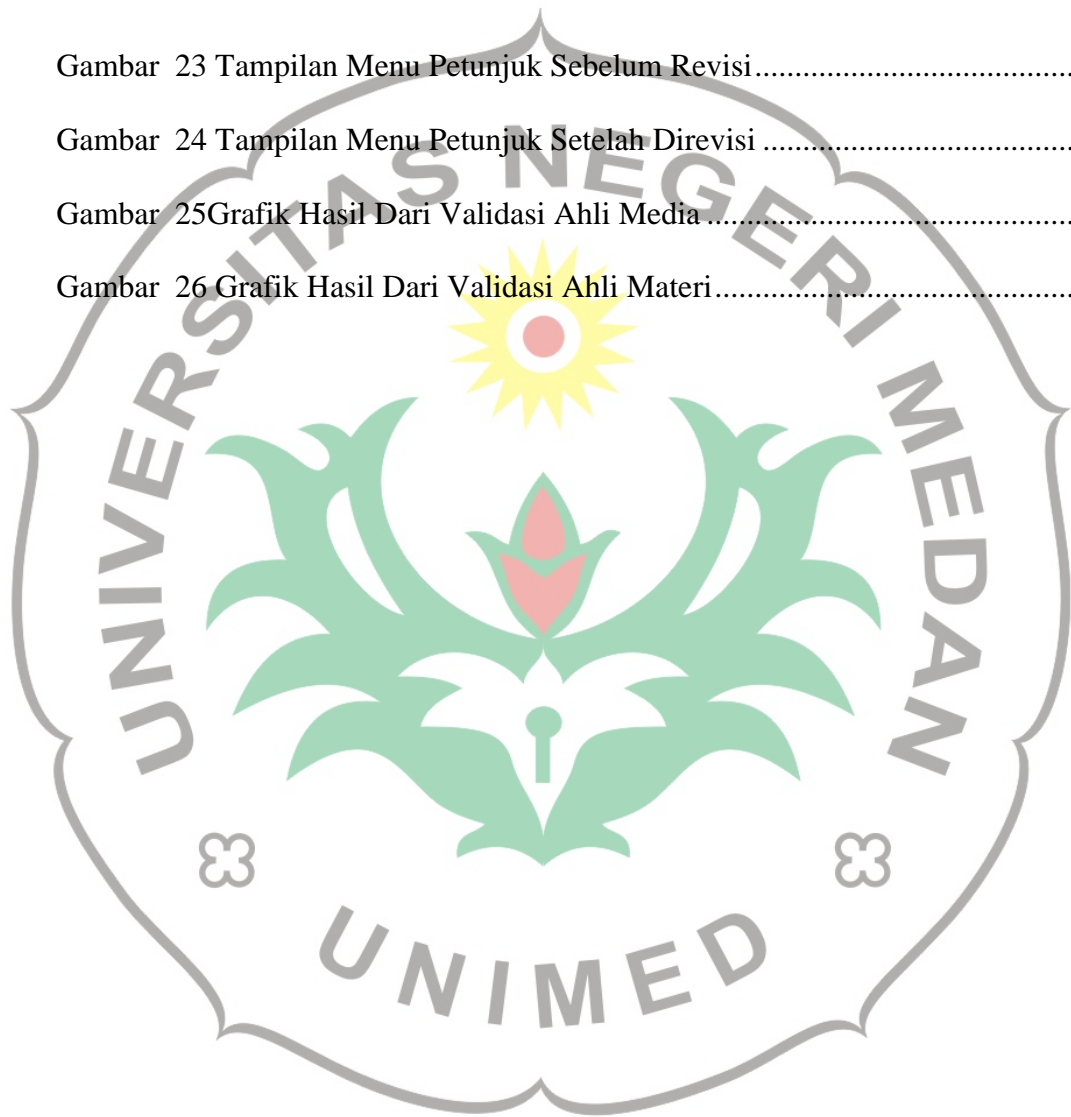 Gambar  23 Tampilan Menu Petunjuk Sebelum Revisi.......................................
Gambar  24 Tampilan Menu Petunjuk Setelah Direvisi ......................................
Gambar  25Grafik Hasil Dari Validasi Ahli Media .............................................
Gambar  26 Grafik Hasil Dari Validasi Ahli Materi............................................
UNIVERSITAS NEGERI MEDAN
UNIMED